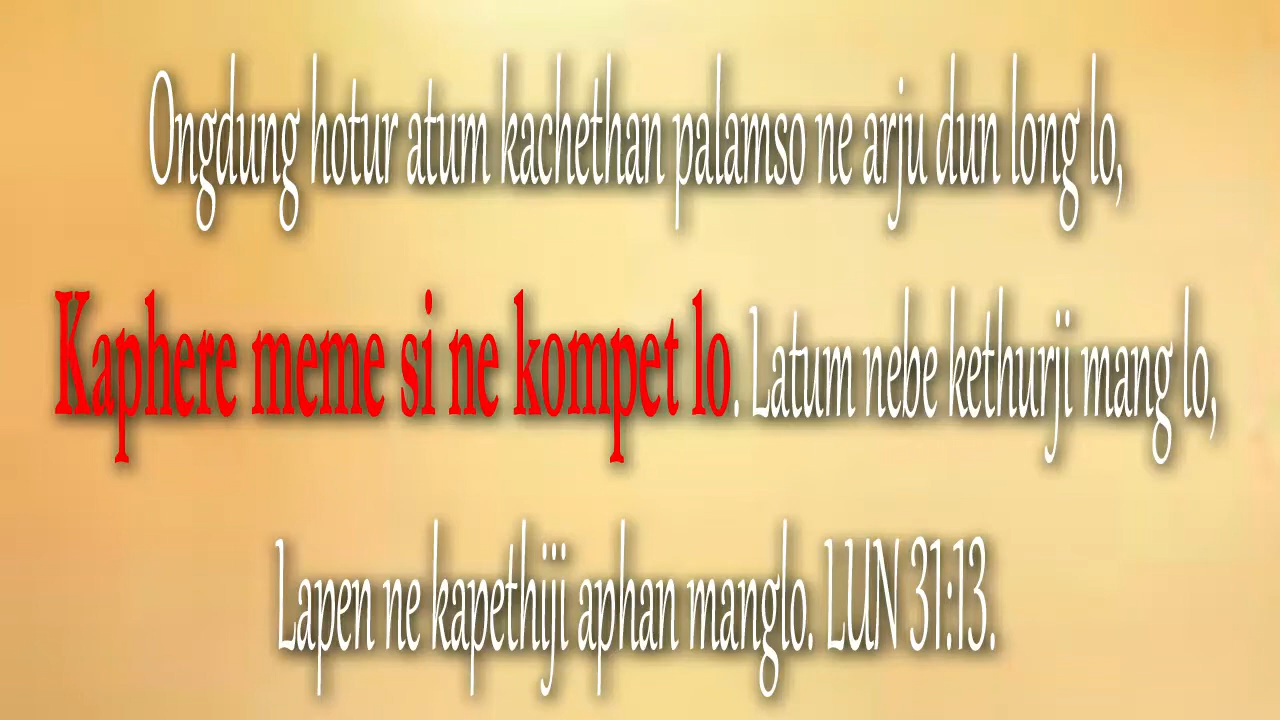 Ongdung hotur atum kachethan palamso ne arju dun long lo,
Kaphere meme si ne kompet lo. Latum nebe kethurji mang lo,
Lapen ne kapethiji aphan manglo. LUN 31:13.